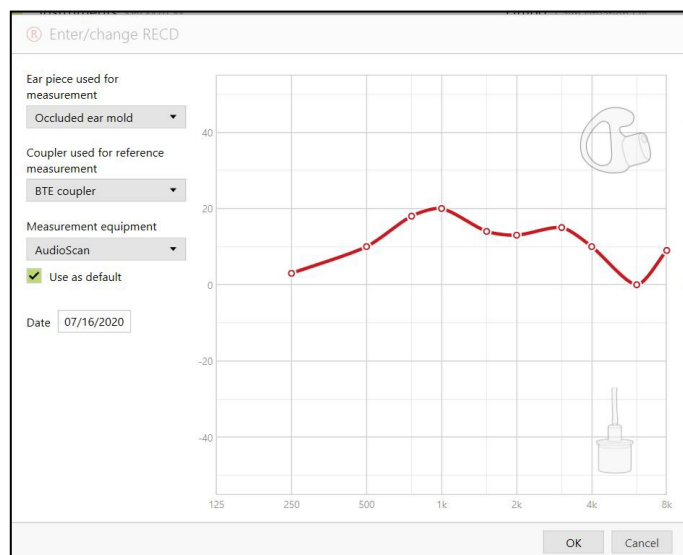 ® Enter/change RECD
Ear piece used for
measurement
Occluded ear mold
Coupler used for reference
measurement
BTE coupler
Measurement equipment
AudioScan
Use as default
Date 07/16/2020
40
20
0
-20
-40
125 250 500 1k 2k 4k 8k
OK Cancel